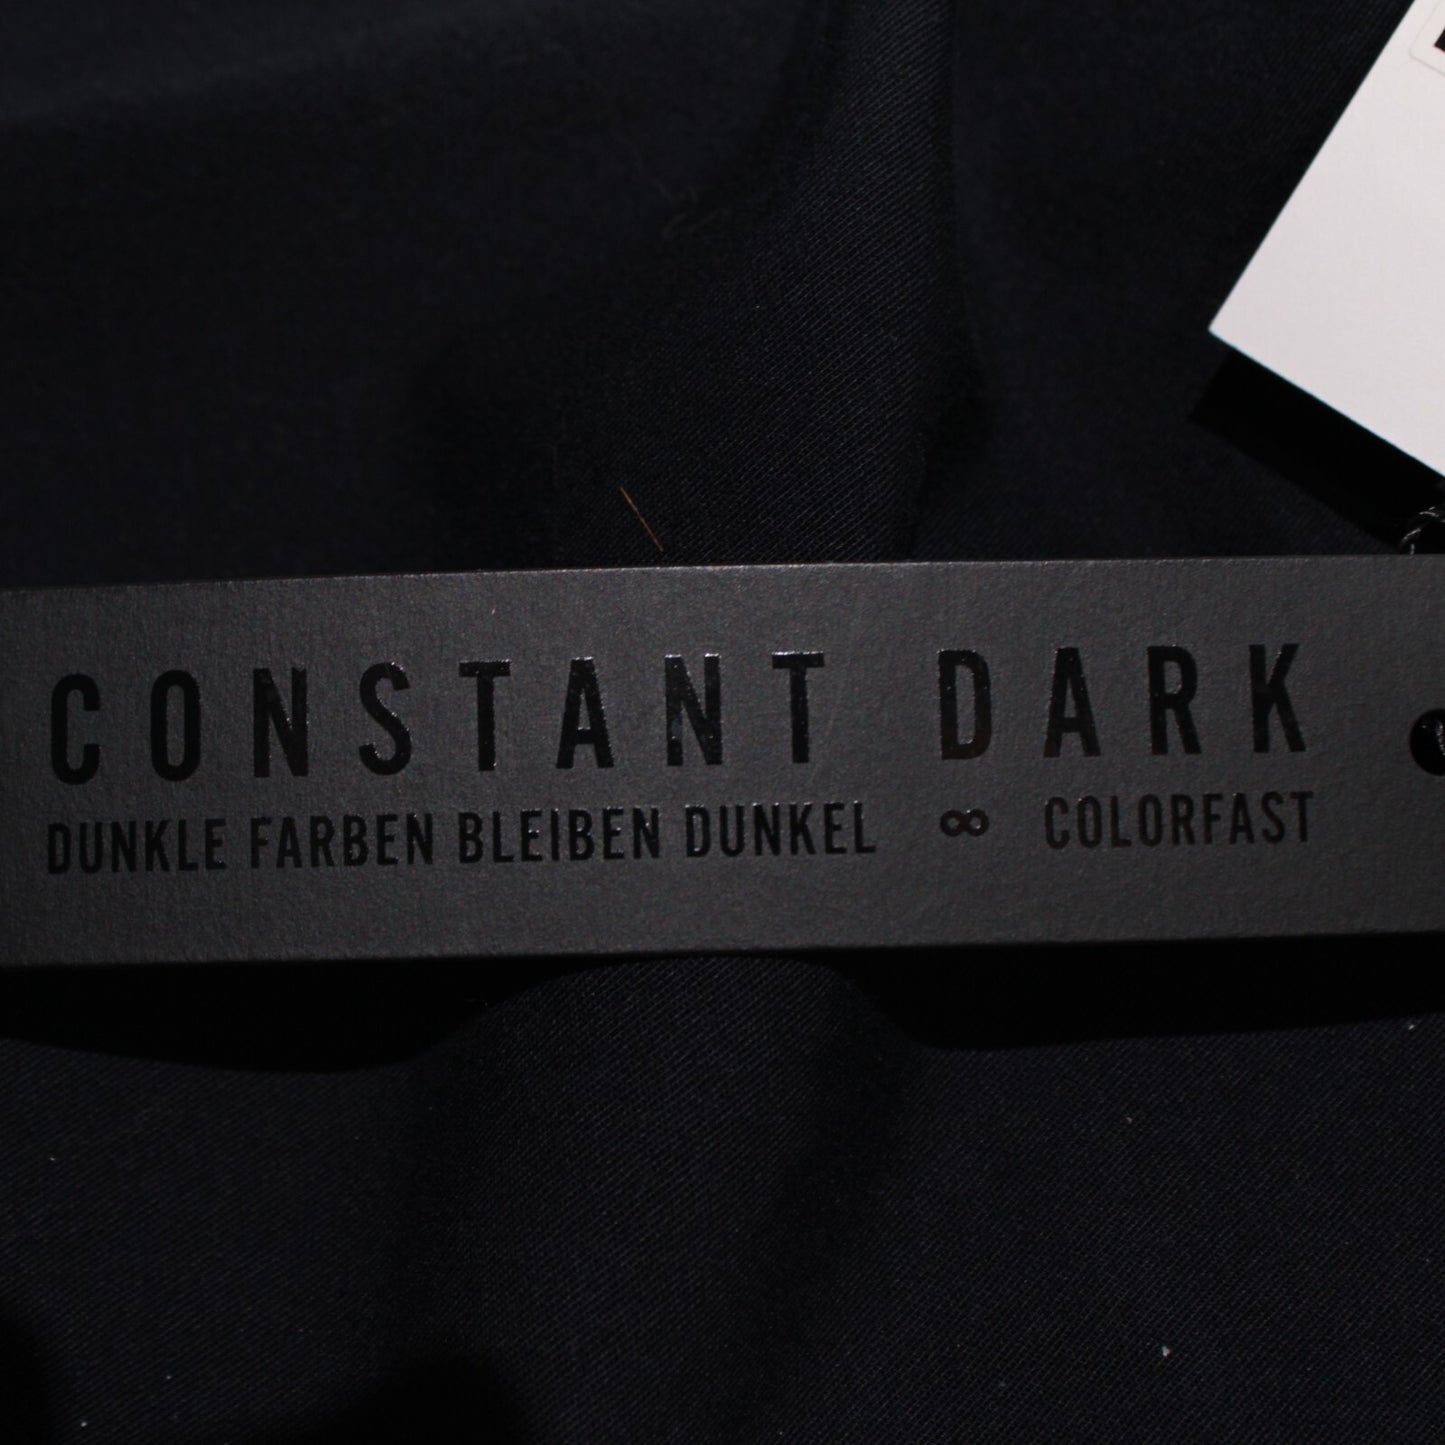 CONSTANT DARK
DUNKLE FARBEN BLEIBEN DUNKEL ∞ COLORFAST